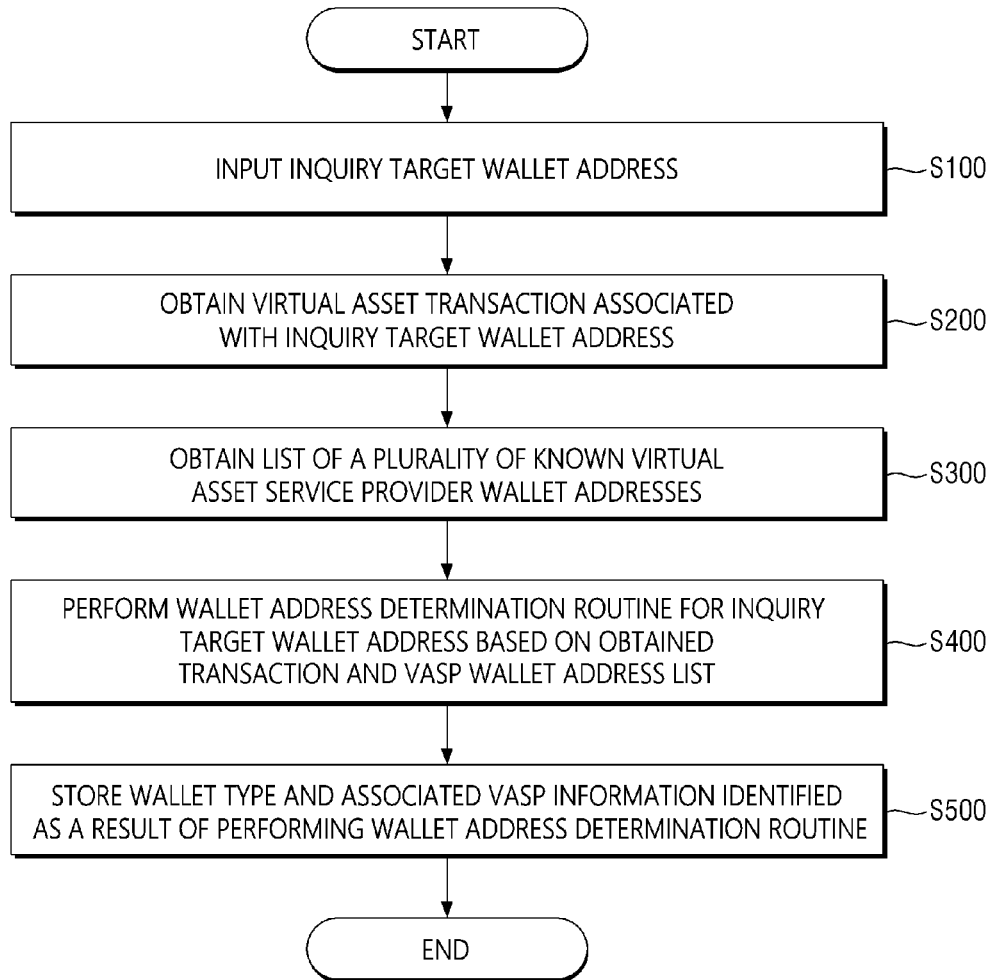 START
INPUT INQUIRY TARGET WALLET ADDRESS
S100
OBTAIN VIRTUAL ASSET TRANSACTION ASSOCIATED
WITH INQUIRY TARGET WALLET ADDRESS
S200
OBTAIN LIST OF A PLURALITY OF KNOWN VIRTUAL
ASSET SERVICE PROVIDER WALLET ADDRESSES
S300
PERFORM WALLET ADDRESS DETERMINATION ROUTINE FOR INQUIRY
TARGET WALLET ADDRESS BASED ON OBTAINED
TRANSACTION AND VASP WALLET ADDRESS LIST
S400
STORE WALLET TYPE AND ASSOCIATED VASP INFORMATION IDENTIFIED
AS A RESULT OF PERFORMING WALLET ADDRESS DETERMINATION ROUTINE
S500
END